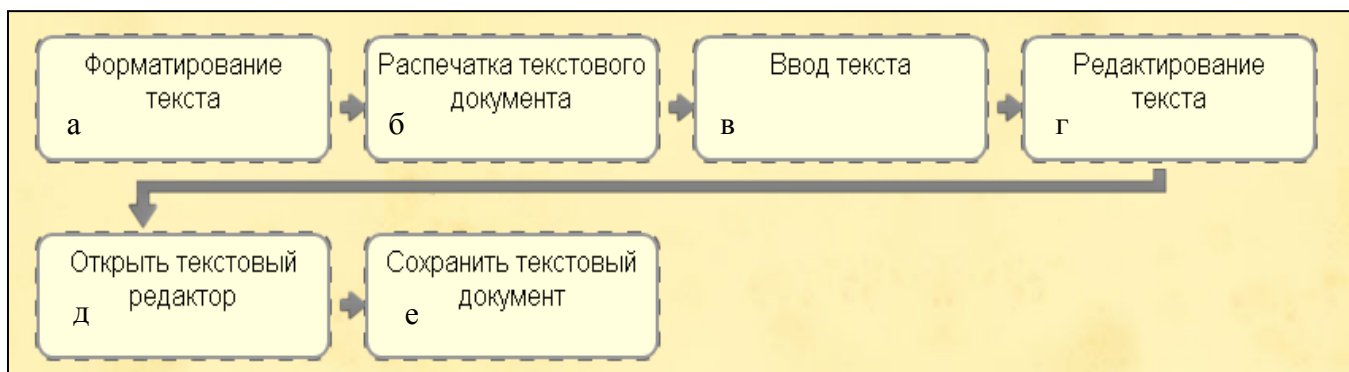 Форматирование
текста
а
Распечатка текстового
документа
б
Ввод текста
в
Редактирование
текста
г
Открыть текстовый
редактор
д
Сохранить текстовый
документ
е